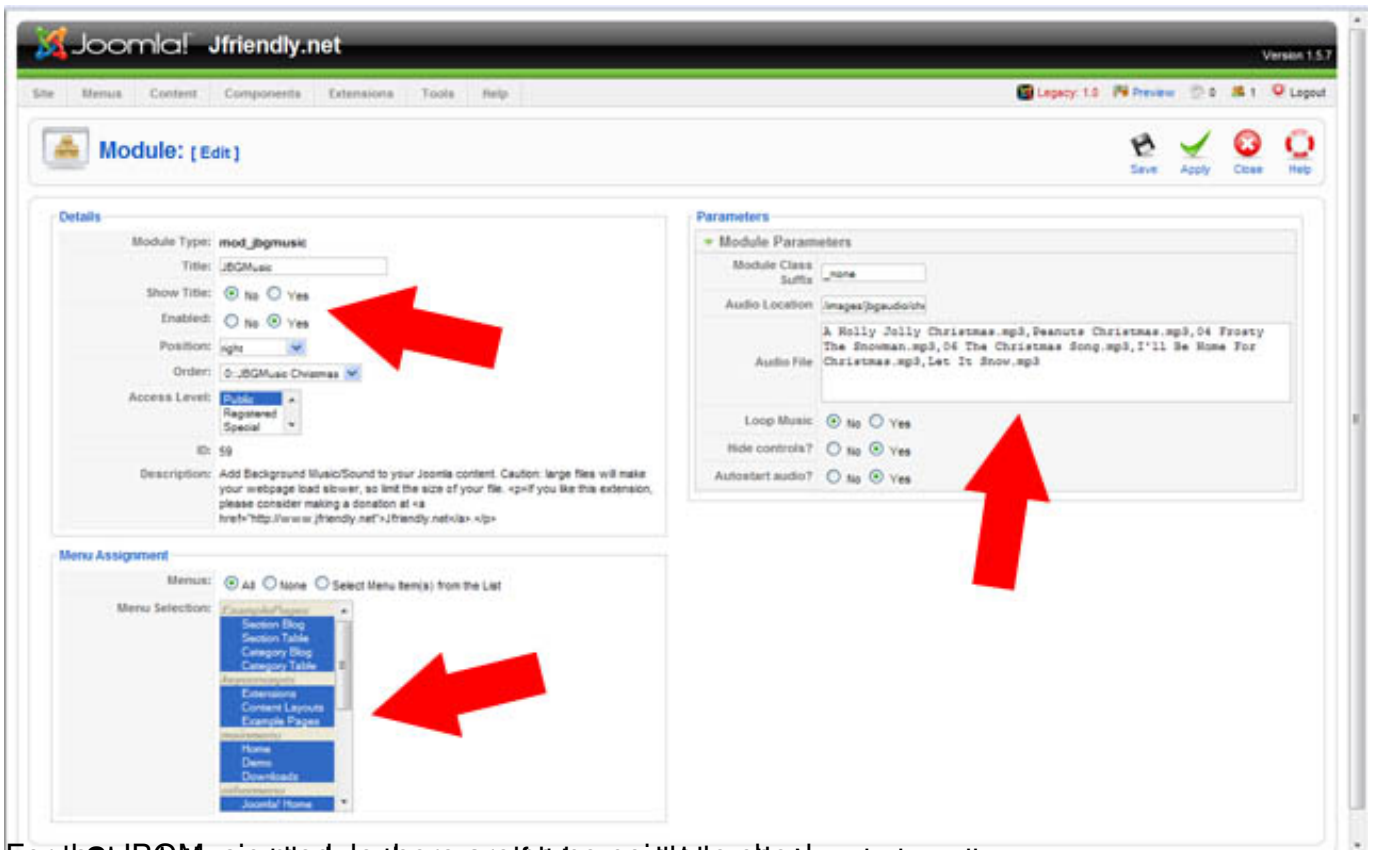 Joomla! Jfriendly.net
Version 1.5.7
Site Menus Content Components Extensions Tools Help
Legacy: 1.0 Preview 0 1 Logout
Module: [ Edit ]
Save Apply Close Help
Details
Module Type: mod_jbgmusic
Title: JBGMusic
Show Title: No Yes
Enabled: No Yes
Position: right
Order: 0::JBGMusic Christmas
Access Level: Public
Registered
Special
ID: 59
Description: Add Background Music/Sound to your Joomla content. Caution: large files will make
your webpage load slower, so limit the size of your file. <p>If you like this extension,
please consider making a donation at <a
href="http://www.jfriendly.net">Jfriendly.net</a>.</p>
Menu Assignment
Menus: All None Select Menu Item(s) from the List
Menu Selection: ExamplePages
Section Blog
Section Table
Category Blog
Category Table
keyconcepts
Extensions
Content Layouts
Example Pages
mainmenu
Home
Demo
Downloads
othermenu
Joomla! Home
Parameters
Module Parameters
Module Class
Suffix _none
Audio Location /images/jbgaudio/chr
Audio File
A Holly Jolly Christmas.mp3,Peanuts Christmas.mp3,04 Frosty
The Snowman.mp3,06 The Christmas Song.mp3,I'll Be Home For
Christmas.mp3,Let It Snow.mp3
Loop Music No Yes
Hide controls? No Yes
Autostart audio? No Yes